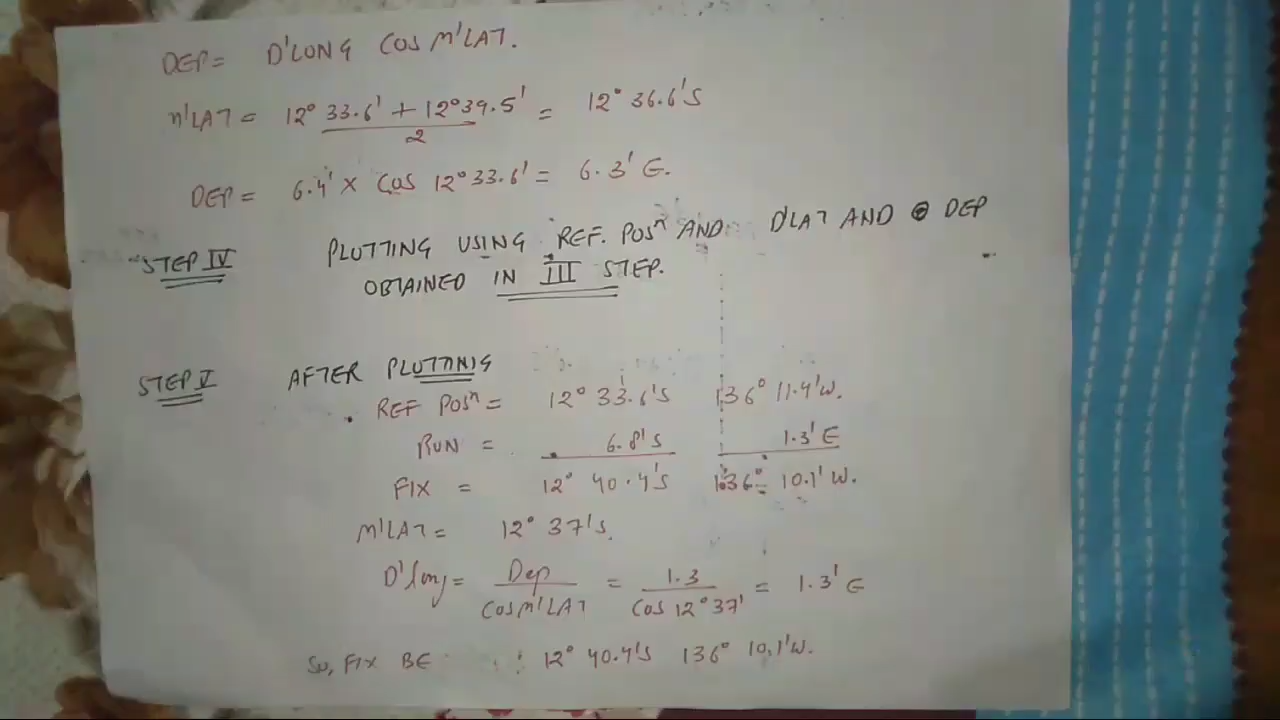 DEP = D'LONG COS M'LAT.
M'LAT = 12° 33.6' + 12° 39.5' / 2 = 12° 36.6'S
DEP = 6.4' × COS 12° 33.6' = 6.3' E.
STEP IV PLOTTING USING REF. POSⁿ AND D'LAT AND DEP
OBTAINED IN III STEP.
STEP V AFTER PLOTTING
REF POSⁿ = 12° 33.6'S 136° 11.4'W.
RUN = 6.8'S 1.3'E
FIX = 12° 40.4'S 136° 10.1'W.
M'LAT = 12° 37'S.
D'long = Dep / COS M'LAT = 1.3 / COS 12° 37' = 1.3' E
So, FIX BE : 12° 40.4'S 136° 10.1'W.